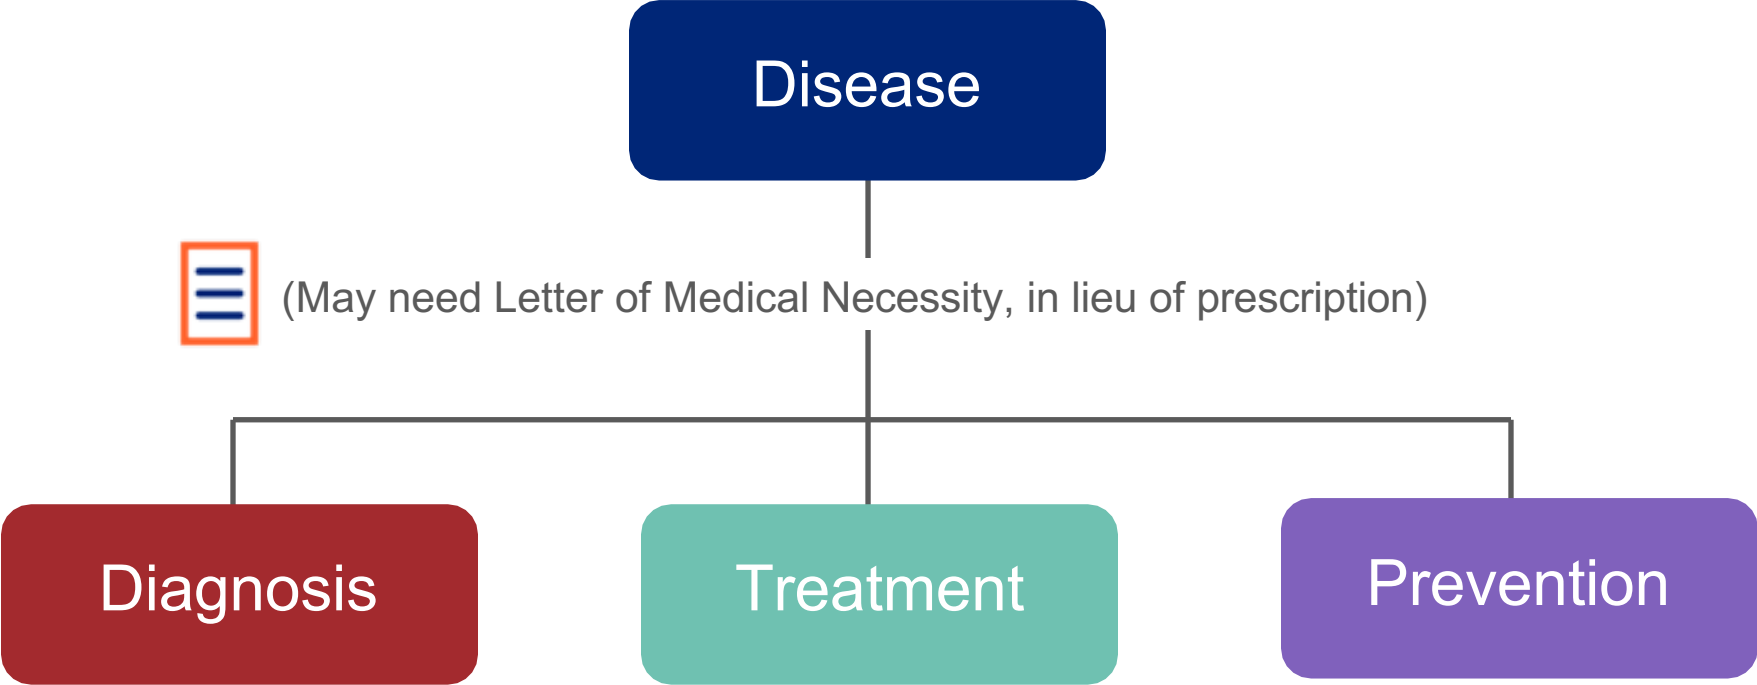 Disease
(May need Letter of Medical Necessity, in lieu of prescription)
Diagnosis
Treatment
Prevention